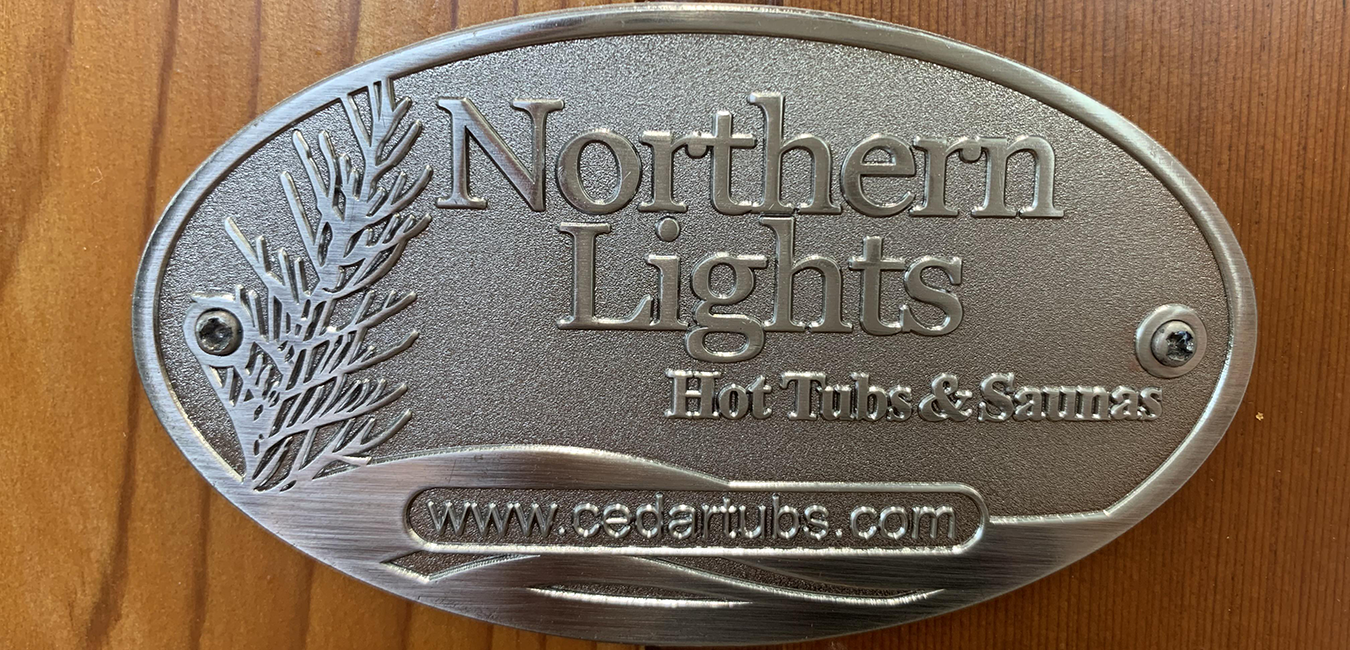 Northern
Lights
Hot Tubs & Saunas
www.cedartubs.com